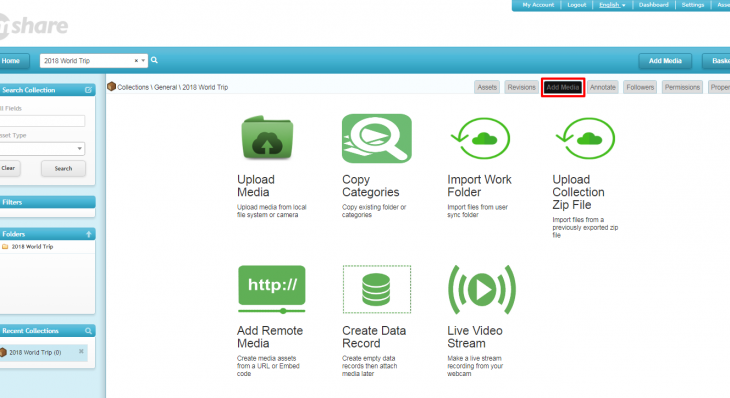 My Account | Logout | English | Dashboard | Settings
share
Home
2018 World Trip
Add Media
Search Collection
Collections \ General \ 2018 World Trip
Assets
Revisions
Add Media
Annotate
Followers
Permissions
Fields
Type
Clear
Search
Filters
Folders
2018 World Trip
Recent Collections
2018 World Trip (0)
Upload
Media
Upload media from local
file system or camera
Copy
Categories
Copy existing folder or
categories
Import Work
Folder
Import files from user
sync folder
Upload
Collection
Zip File
Import files from a
previously exported zip
file
http://
Add Remote
Media
Create media assets
from a URL or Embed
code
Create Data
Record
Create empty data
records then attach
media later
Live Video
Stream
Make a live stream
recording from your
webcam